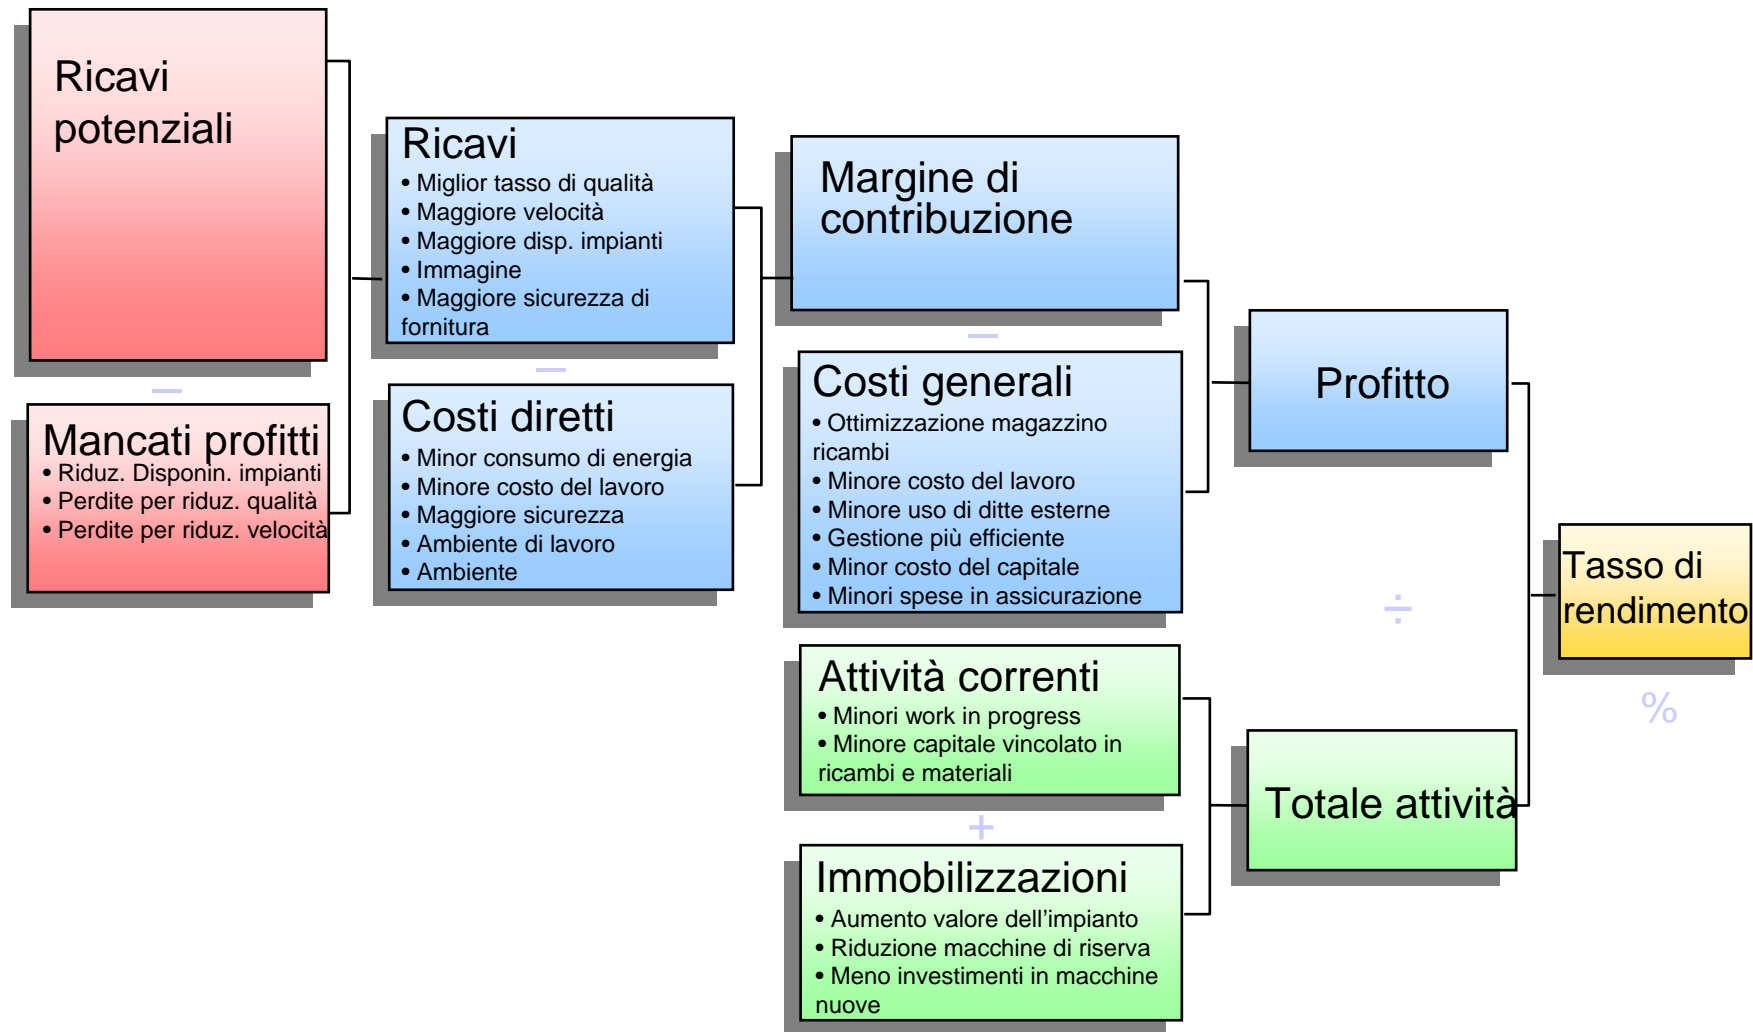 Ricavi
potenziali
–
Mancati profitti
• Riduz. Disponin. impianti
• Perdite per riduz. qualità
• Perdite per riduz. velocità
Ricavi
• Miglior tasso di qualità
• Maggiore velocità
• Maggiore disp. impianti
• Immagine
• Maggiore sicurezza di
fornitura
–
Costi diretti
• Minor consumo di energia
• Minore costo del lavoro
• Maggiore sicurezza
• Ambiente di lavoro
• Ambiente
Margine di
contribuzione
–
Costi generali
• Ottimizzazione magazzino
ricambi
• Minore costo del lavoro
• Minore uso di ditte esterne
• Gestione più efficiente
• Minor costo del capitale
• Minori spese in assicurazione
Attività correnti
• Minori work in progress
• Minore capitale vincolato in
ricambi e materiali
+
Immobilizzazioni
• Aumento valore dell’impianto
• Riduzione macchine di riserva
• Meno investimenti in macchine
nuove
Profitto
÷
Totale attività
Tasso di
rendimento
%